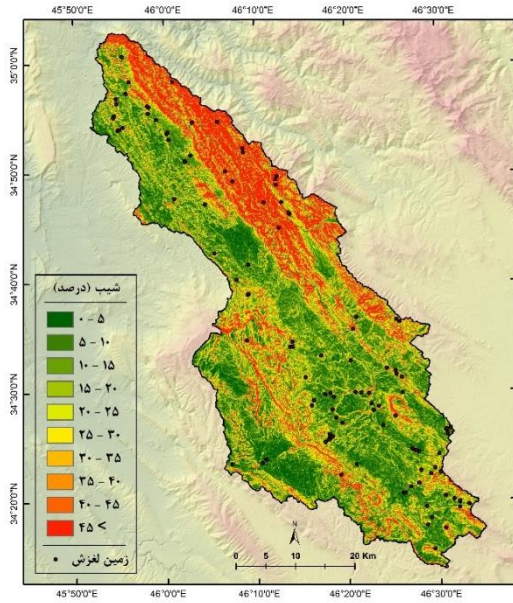 45°50'0"E 46°0'0"E 46°10'0"E 46°20'0"E 46°30'0"E
35°0'0"N
34°50'0"N
34°40'0"N
34°30'0"N
34°20'0"N
شیب (درصد)
۰ - ۵
۵ - ۱۰
۱۰ - ۱۵
۱۵ - ۲۰
۲۰ - ۲۵
۲۵ - ۳۰
۳۰ - ۳۵
۳۵ - ۴۰
۴۰ - ۴۵
۴۵ >
زمین لغزش
N
0 5 10 20 Km
45°50'0"E 46°0'0"E 46°10'0"E 46°20'0"E 46°30'0"E